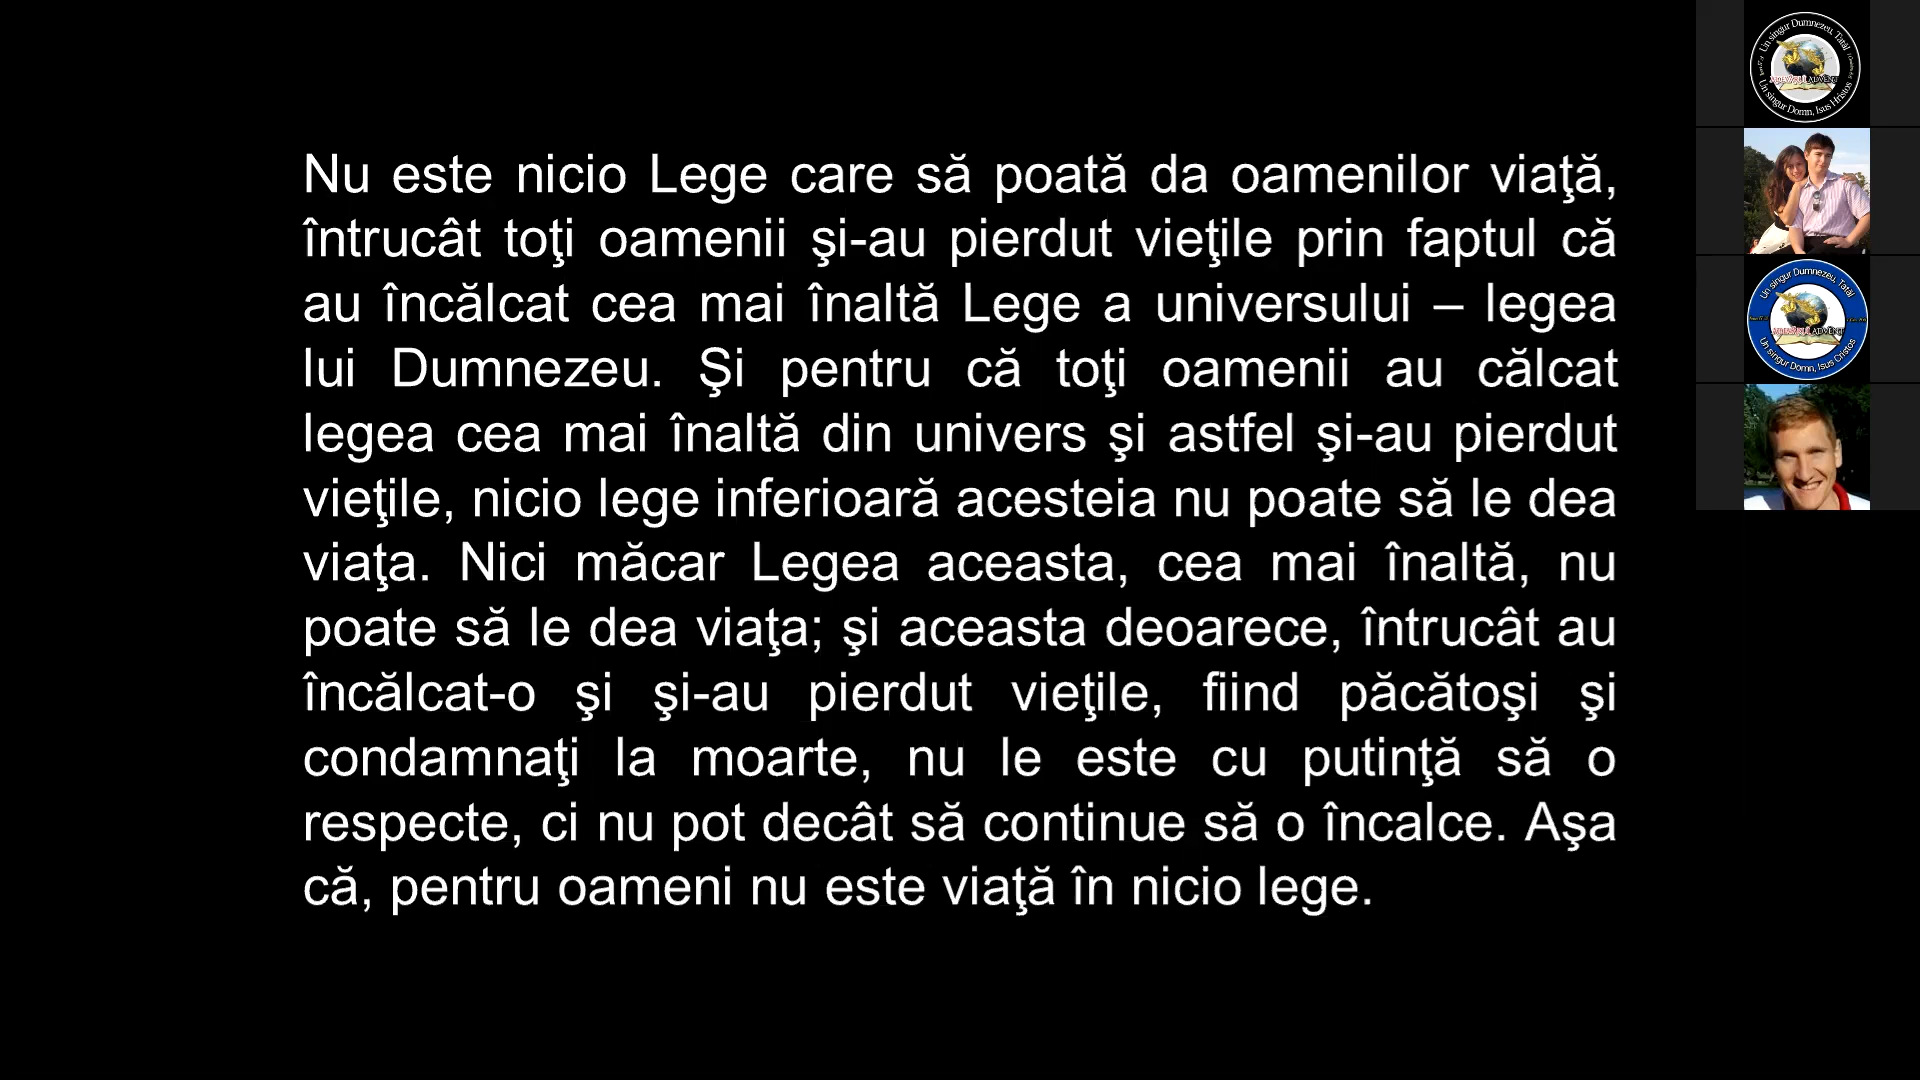 Nu este nicio Lege care să poată da oamenilor viaţă,
întrucât toţi oamenii şi-au pierdut vieţile prin faptul că
au încălcat cea mai înaltă Lege a universului – legea
lui Dumnezeu. Şi pentru că toţi oamenii au călcat
legea cea mai înaltă din univers şi astfel şi-au pierdut
vieţile, nicio lege inferioară acesteia nu poate să le dea
viaţa. Nici măcar Legea aceasta, cea mai înaltă, nu
poate să le dea viaţa; şi aceasta deoarece, întrucât au
încălcat-o şi şi-au pierdut vieţile, fiind păcătoşi şi
condamnaţi la moarte, nu le este cu putinţă să o
respecte, ci nu pot decât să continue să o încalce. Aşa
că, pentru oameni nu este viaţă în nicio lege.
Un singur Dumnezeu, Tatăl
Un singur Domn, Isus Hristos
Un singur Dumnezeu, Tatăl
ADEVĂRUL ADVENT
Un singur Domn, Isus Cristos